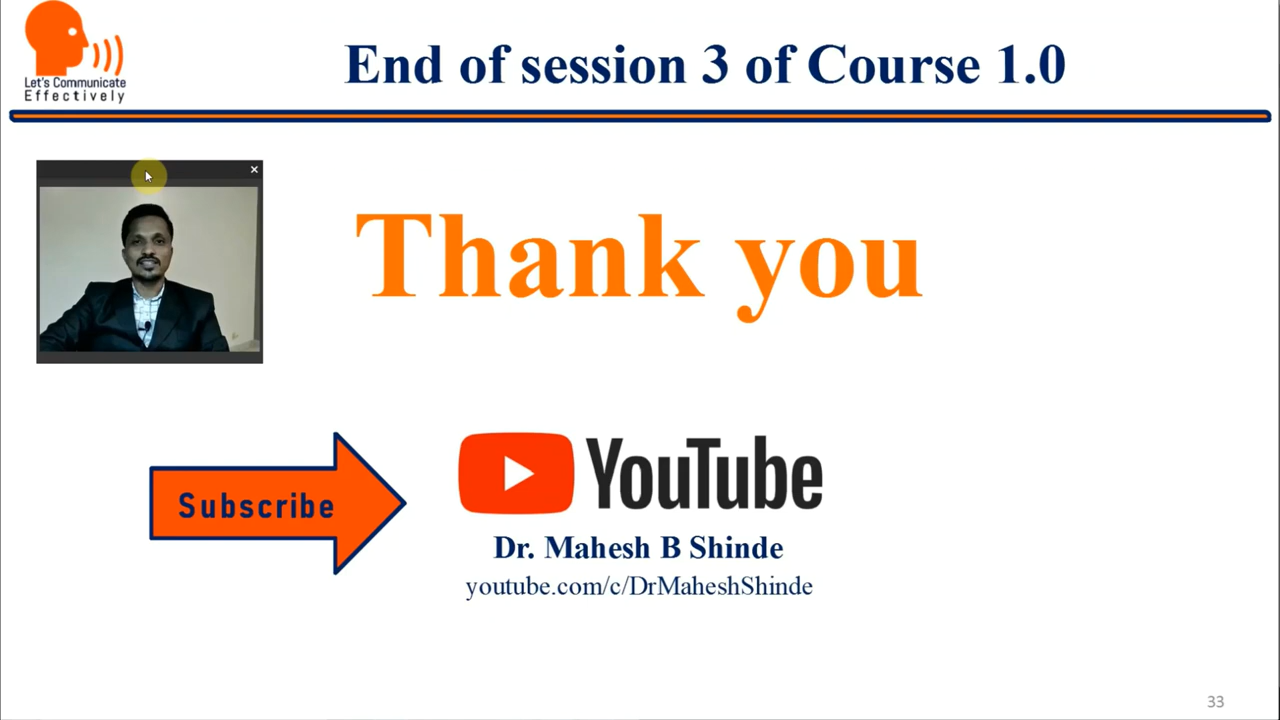 Let's Communicate
Effectively
End of session 3 of Course 1.0
Thank you
Subscribe
YouTube
Dr. Mahesh B Shinde
youtube.com/c/DrMaheshShinde
33